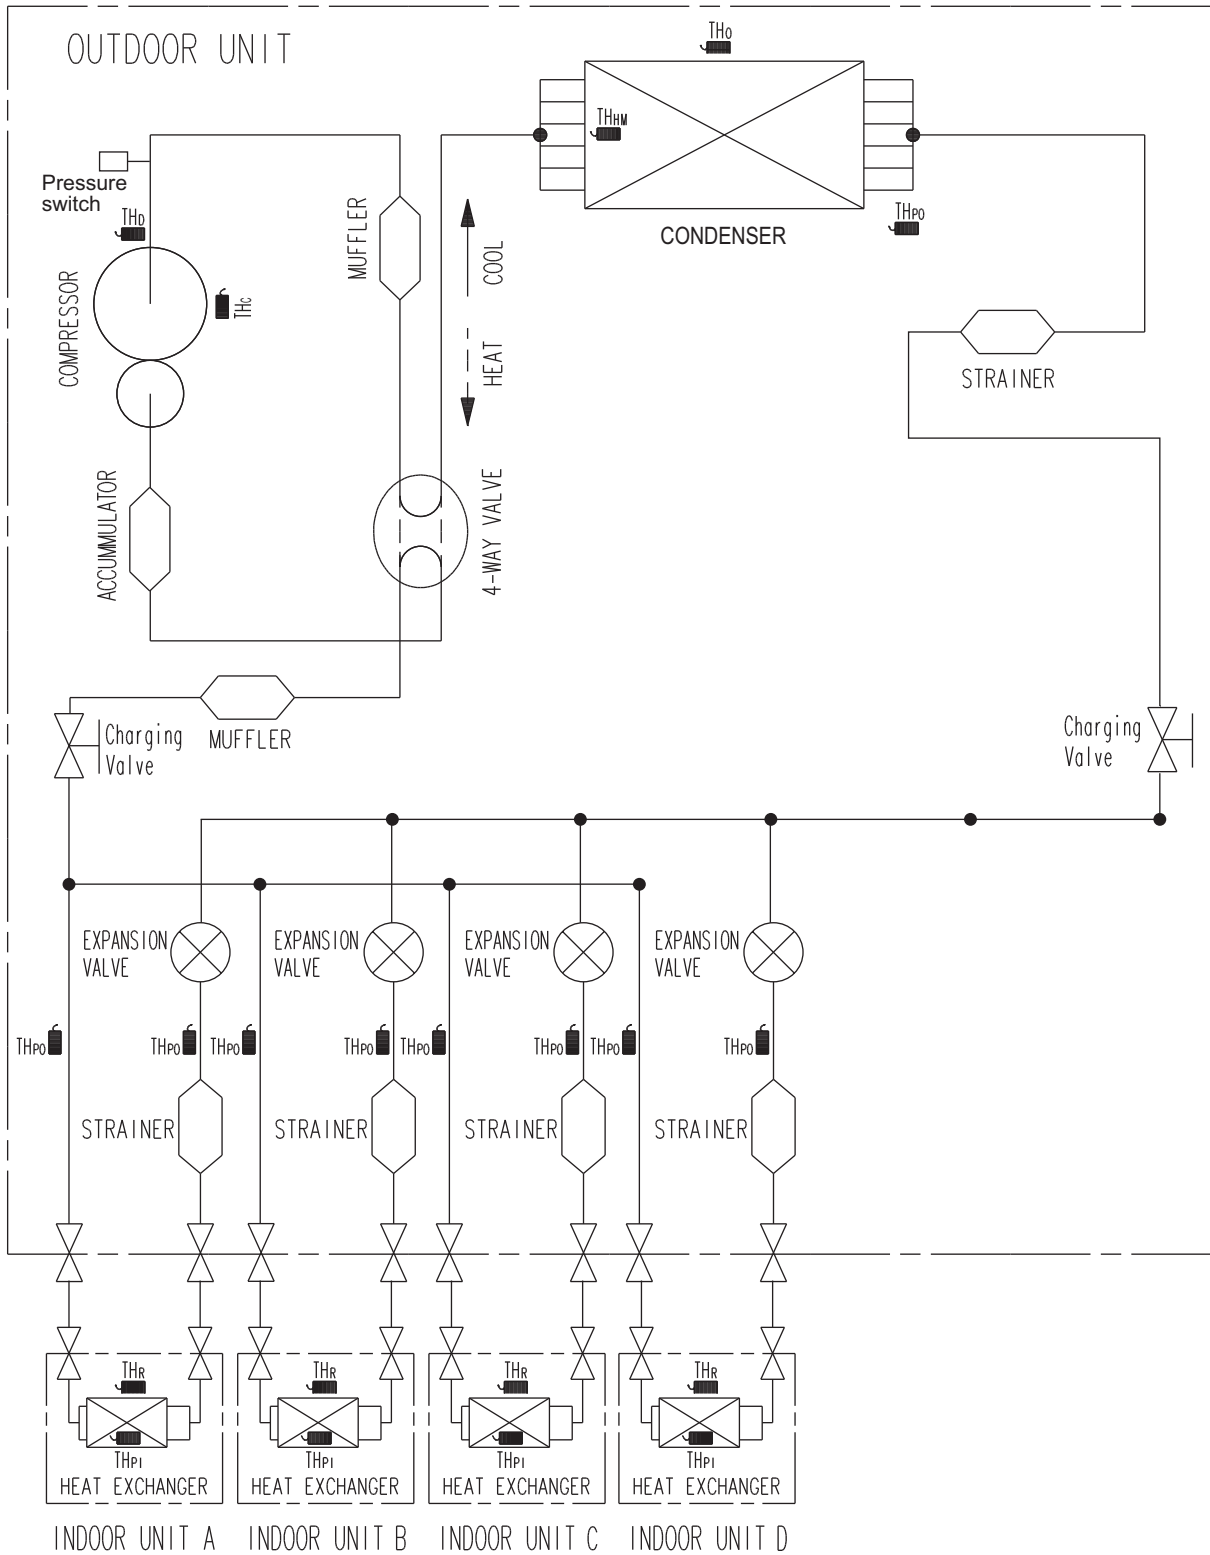 OUTDOOR UNIT
THO
THHM
Pressure
switch
THD
MUFFLER
COOL
THPO
CONDENSER
COMPRESSOR
THC
HEAT
STRAINER
ACCUMMULATOR
4-WAY VALVE
Charging
Valve
MUFFLER
Charging
Valve
EXPANSION
VALVE
EXPANSION
VALVE
EXPANSION
VALVE
EXPANSION
VALVE
THPO
THPO
THPO
THPO
THPO
THPO
THPO
THPO
STRAINER
STRAINER
STRAINER
STRAINER
THR
THR
THR
THR
THPI
THPI
THPI
THPI
HEAT EXCHANGER
HEAT EXCHANGER
HEAT EXCHANGER
HEAT EXCHANGER
INDOOR UNIT A
INDOOR UNIT B
INDOOR UNIT C
INDOOR UNIT D